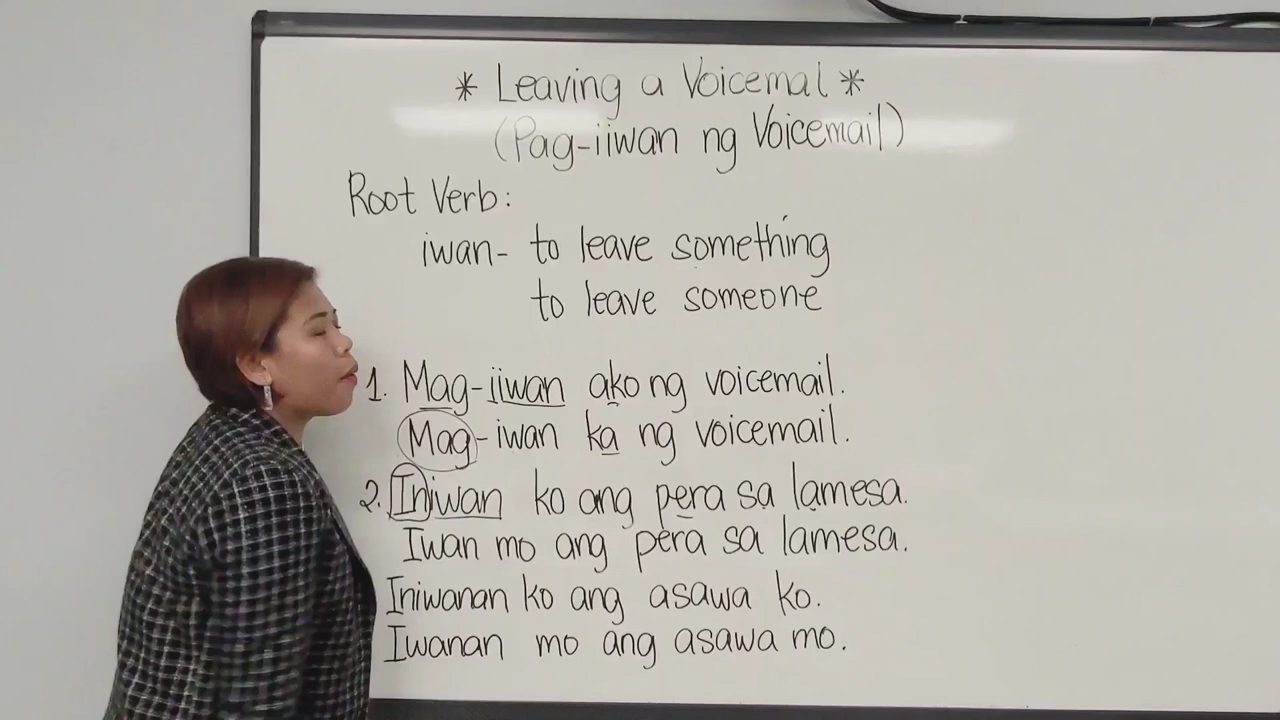 * Leaving a Voicemal *
(Pag-iiwan ng Voicemail)
Root Verb:
iwan- to leave something
to leave someone
1. Mag-iiwan ako ng voicemail.
Mag-iwan ka ng voicemail.
2. Iniwan ko ang pera sa lamesa.
Iwan mo ang pera sa lamesa.
Iniwanan ko ang asawa ko.
Iwanan mo ang asawa mo.